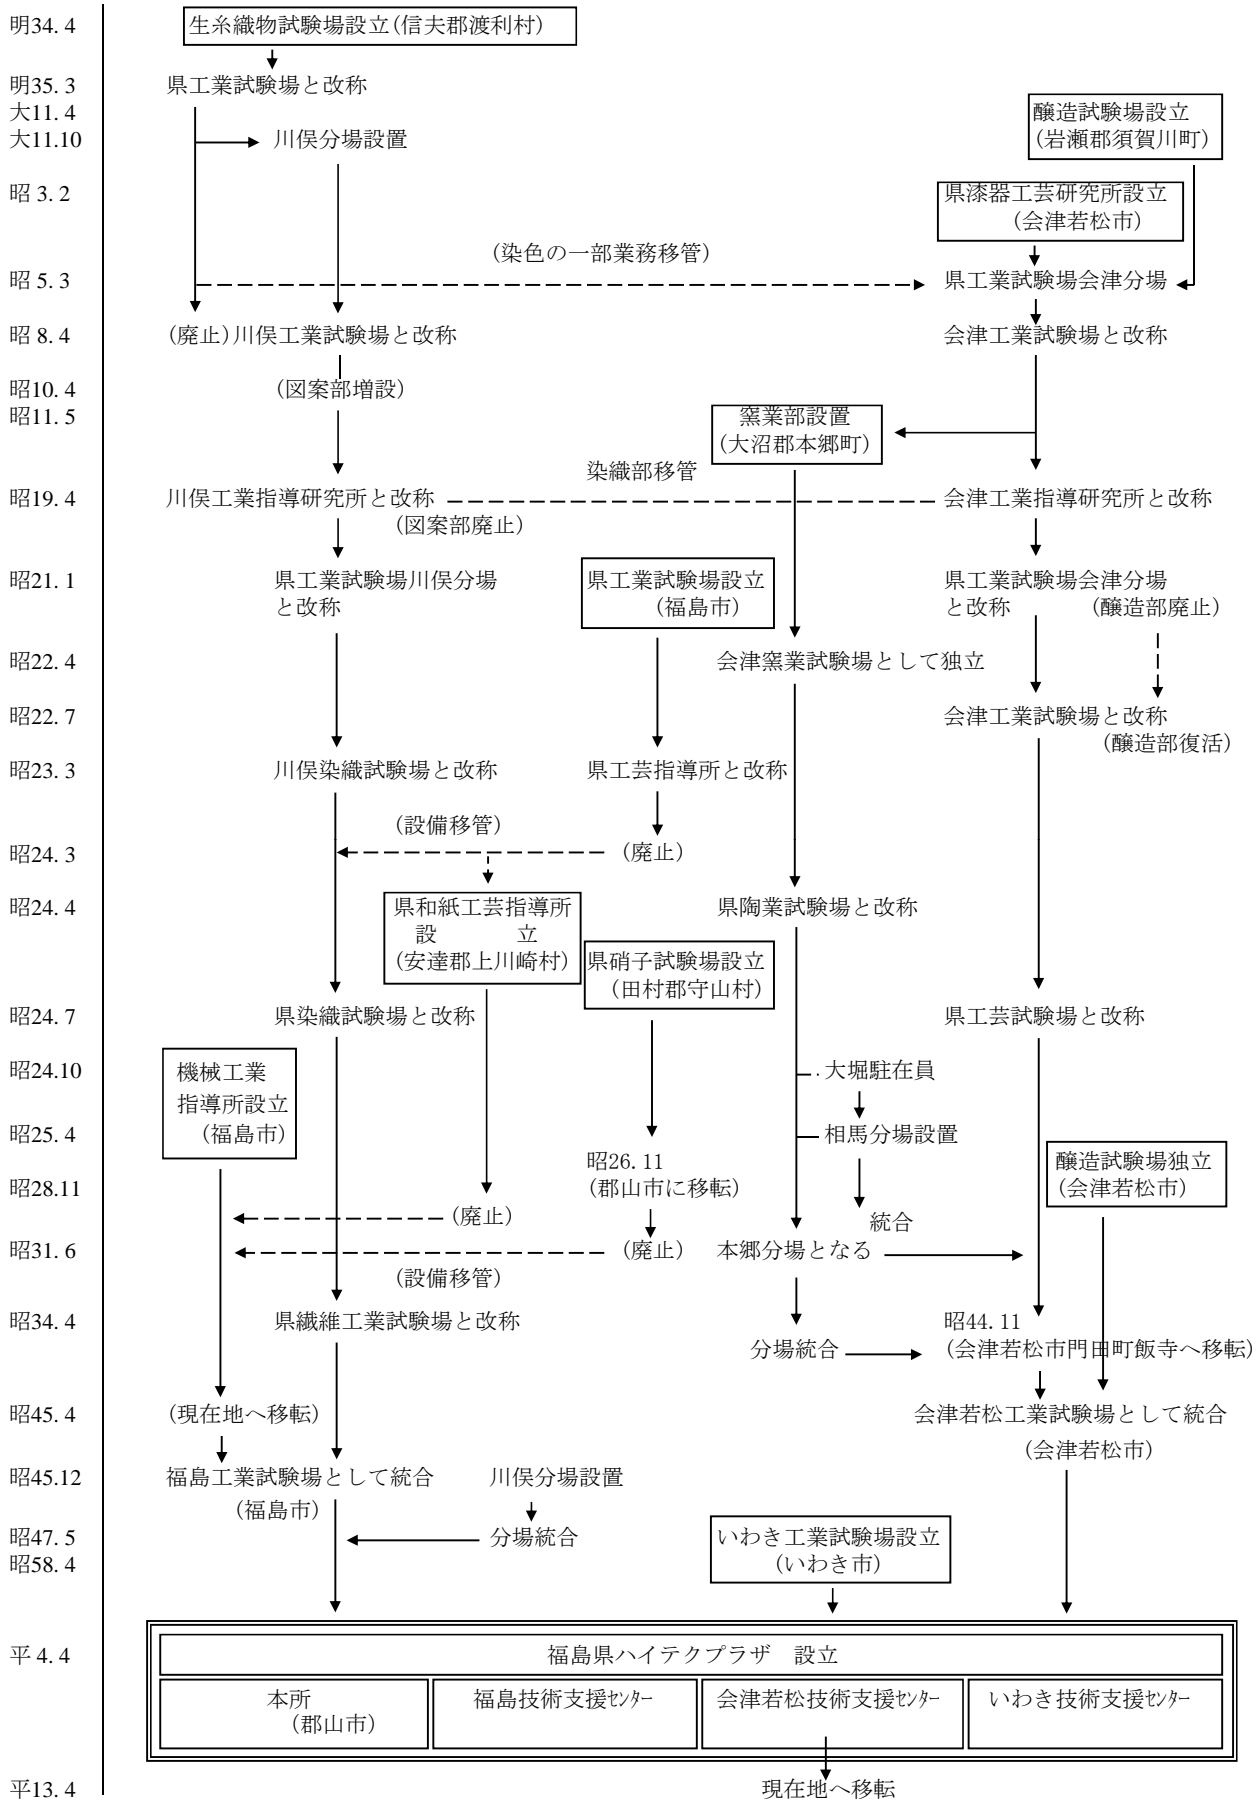 明34.4 生糸織物試験場設立(信夫郡渡利村)
明35.3 県工業試験場と改称
大11.4 醸造試験場設立
大11.10 川俣分場設置 (岩瀬郡須賀川町)
昭 3.2 県漆器工芸研究所設立
(会津若松市)
(染色の一部業務移管)
昭 5.3 県工業試験場会津分場
昭 8.4 (廃止)川俣工業試験場と改称 会津工業試験場と改称
昭10.4 (図案部増設)
昭11.5 窯業部設置
(大沼郡本郷町)
染織部移管
昭19.4 川俣工業指導研究所と改称 会津工業指導研究所と改称
(図案部廃止)
昭21.1 県工業試験場川俣分場 県工業試験場設立 県工業試験場会津分場
と改称 (福島市) と改称 (醸造部廃止)
昭22.4 会津窯業試験場として独立
昭22.7 会津工業試験場と改称
(醸造部復活)
昭23.3 川俣染織試験場と改称 県工芸指導所と改称
(設備移管)
昭24.3 (廃止)
昭24.4 県和紙工芸指導所 県陶業試験場と改称
設 立
(安達郡上川崎村) 県硝子試験場設立
(田村郡守山村)
昭24.7 県染織試験場と改称 県工芸試験場と改称
昭24.10 機械工業 大堀駐在員
指導所設立
(福島市)
昭25.4 相馬分場設置
昭26.11 醸造試験場独立
昭28.11 (郡山市に移転) (会津若松市)
(廃止) 統合
昭31.6 (廃止) 本郷分場となる
(設備移管)
昭34.4 県繊維工業試験場と改称 昭44.11
分場統合 (会津若松市門田町飯寺へ移転)
昭45.4 (現在地へ移転) 会津若松工業試験場として統合
(会津若松市)
昭45.12 福島工業試験場として統合 川俣分場設置
(福島市)
昭47.5 分場統合 いわき工業試験場設立
昭58.4 (いわき市)
平 4.4 福島県ハイテクプラザ 設立
本所 福島技術支援ｾﾝﾀｰ 会津若松技術支援ｾﾝﾀｰ いわき技術支援ｾﾝﾀｰ
(郡山市)
平13.4 現在地へ移転